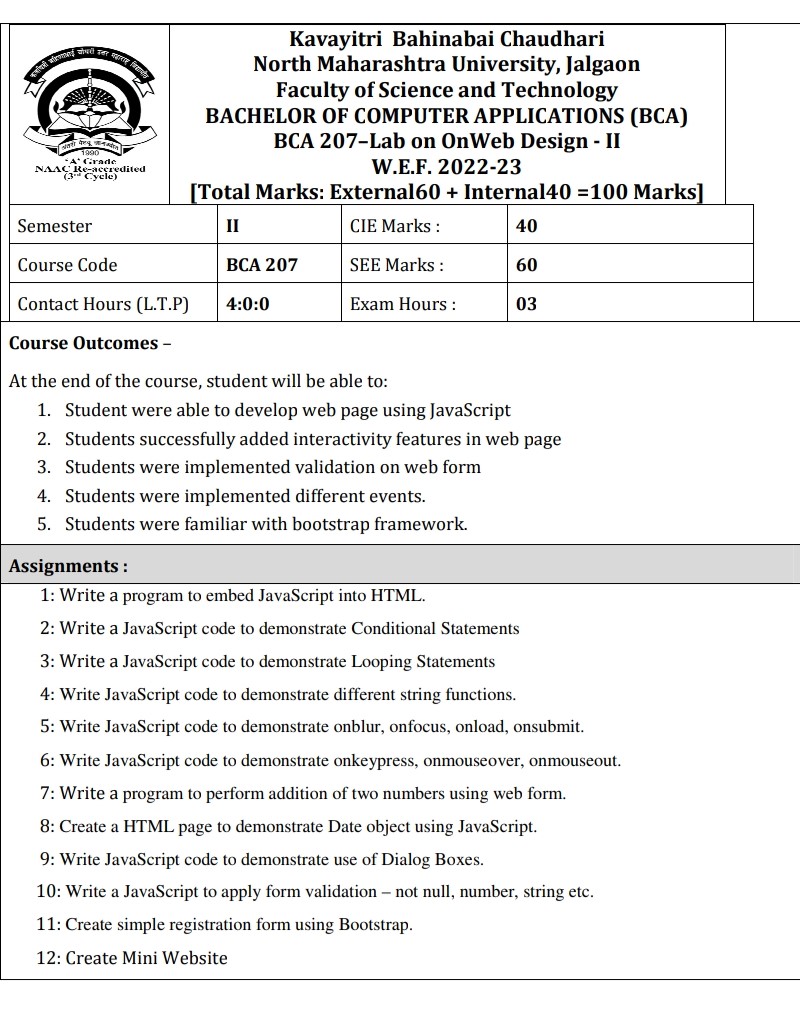 Kavayitri Bahinabai Chaudhari
North Maharashtra University, Jalgaon
Faculty of Science and Technology
BACHELOR OF COMPUTER APPLICATIONS (BCA)
BCA 207–Lab on OnWeb Design - II
W.E.F. 2022-23
[Total Marks: External60 + Internal40 =100 Marks]
1990
'A' Grade
NAAC Re-accredited
(3rd Cycle)
Semester II CIE Marks : 40
Course Code BCA 207 SEE Marks : 60
Contact Hours (L.T.P) 4:0:0 Exam Hours : 03
Course Outcomes –
At the end of the course, student will be able to:
1. Student were able to develop web page using JavaScript
2. Students successfully added interactivity features in web page
3. Students were implemented validation on web form
4. Students were implemented different events.
5. Students were familiar with bootstrap framework.
Assignments :
1: Write a program to embed JavaScript into HTML.
2: Write a JavaScript code to demonstrate Conditional Statements
3: Write a JavaScript code to demonstrate Looping Statements
4: Write JavaScript code to demonstrate different string functions.
5: Write JavaScript code to demonstrate onblur, onfocus, onload, onsubmit.
6: Write JavaScript code to demonstrate onkeypress, onmouseover, onmouseout.
7: Write a program to perform addition of two numbers using web form.
8: Create a HTML page to demonstrate Date object using JavaScript.
9: Write JavaScript code to demonstrate use of Dialog Boxes.
10: Write a JavaScript to apply form validation – not null, number, string etc.
11: Create simple registration form using Bootstrap.
12: Create Mini Website